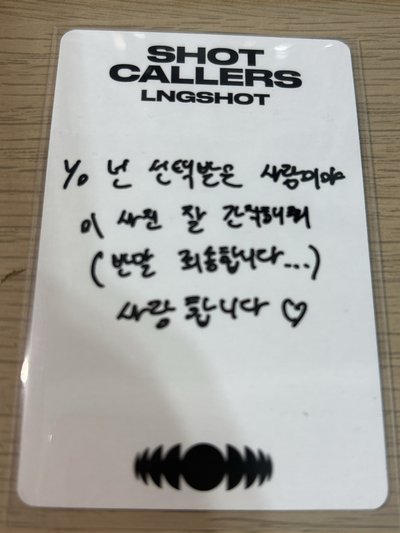 SHOT
CALLERS
LNGSHOT
Yo 넌 선택받은 사람이야
이 사진 잘 간직해줘
(반말 죄송합니다...)
사랑합니다 ♡